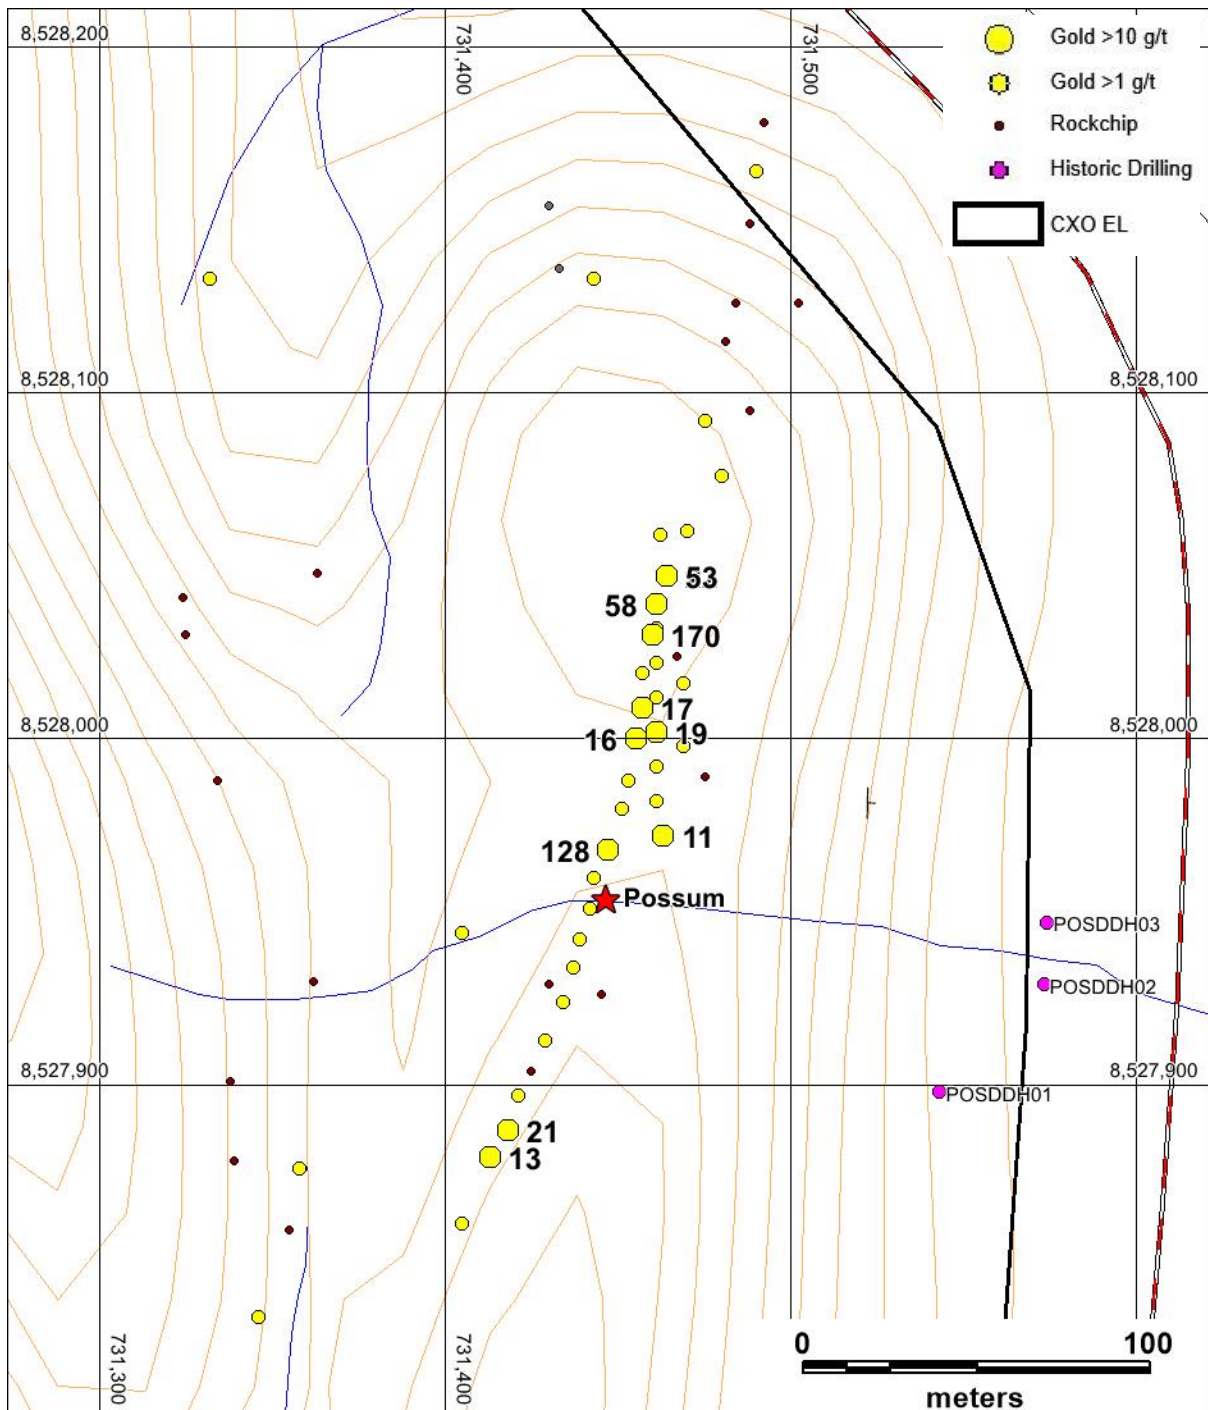 8,528,200
731,400
731,500
Gold >10 g/t
Gold >1 g/t
Rockchip
Historic Drilling
CXO EL
8,528,100
8,528,100
53
58
170
17
8,528,000
16
19
8,528,000
128
11
Possum
POSDDH03
POSDDH02
8,527,900
8,527,900
POSDDH01
21
13
731,300
731,400
0
100
meters